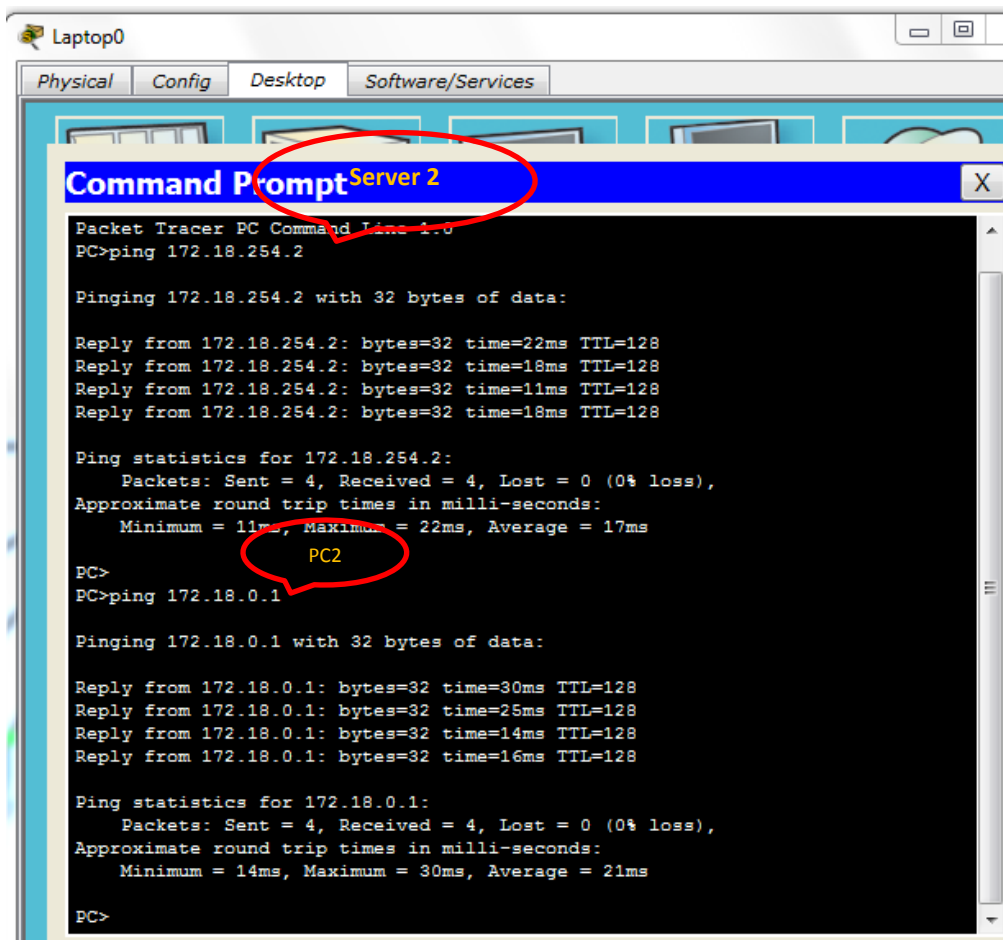 Laptop0
Physical Config Desktop Software/Services
Command Prompt Server 2 X
Packet Tracer PC Command Line 1.0
PC>ping 172.18.254.2
Pinging 172.18.254.2 with 32 bytes of data:
Reply from 172.18.254.2: bytes=32 time=22ms TTL=128
Reply from 172.18.254.2: bytes=32 time=18ms TTL=128
Reply from 172.18.254.2: bytes=32 time=11ms TTL=128
Reply from 172.18.254.2: bytes=32 time=18ms TTL=128
Ping statistics for 172.18.254.2:
Packets: Sent = 4, Received = 4, Lost = 0 (0% loss),
Approximate round trip times in milli-seconds:
Minimum = 11ms, Maximum = 22ms, Average = 17ms
PC2
PC>
PC>ping 172.18.0.1
Pinging 172.18.0.1 with 32 bytes of data:
Reply from 172.18.0.1: bytes=32 time=30ms TTL=128
Reply from 172.18.0.1: bytes=32 time=25ms TTL=128
Reply from 172.18.0.1: bytes=32 time=14ms TTL=128
Reply from 172.18.0.1: bytes=32 time=16ms TTL=128
Ping statistics for 172.18.0.1:
Packets: Sent = 4, Received = 4, Lost = 0 (0% loss),
Approximate round trip times in milli-seconds:
Minimum = 14ms, Maximum = 30ms, Average = 21ms
PC>